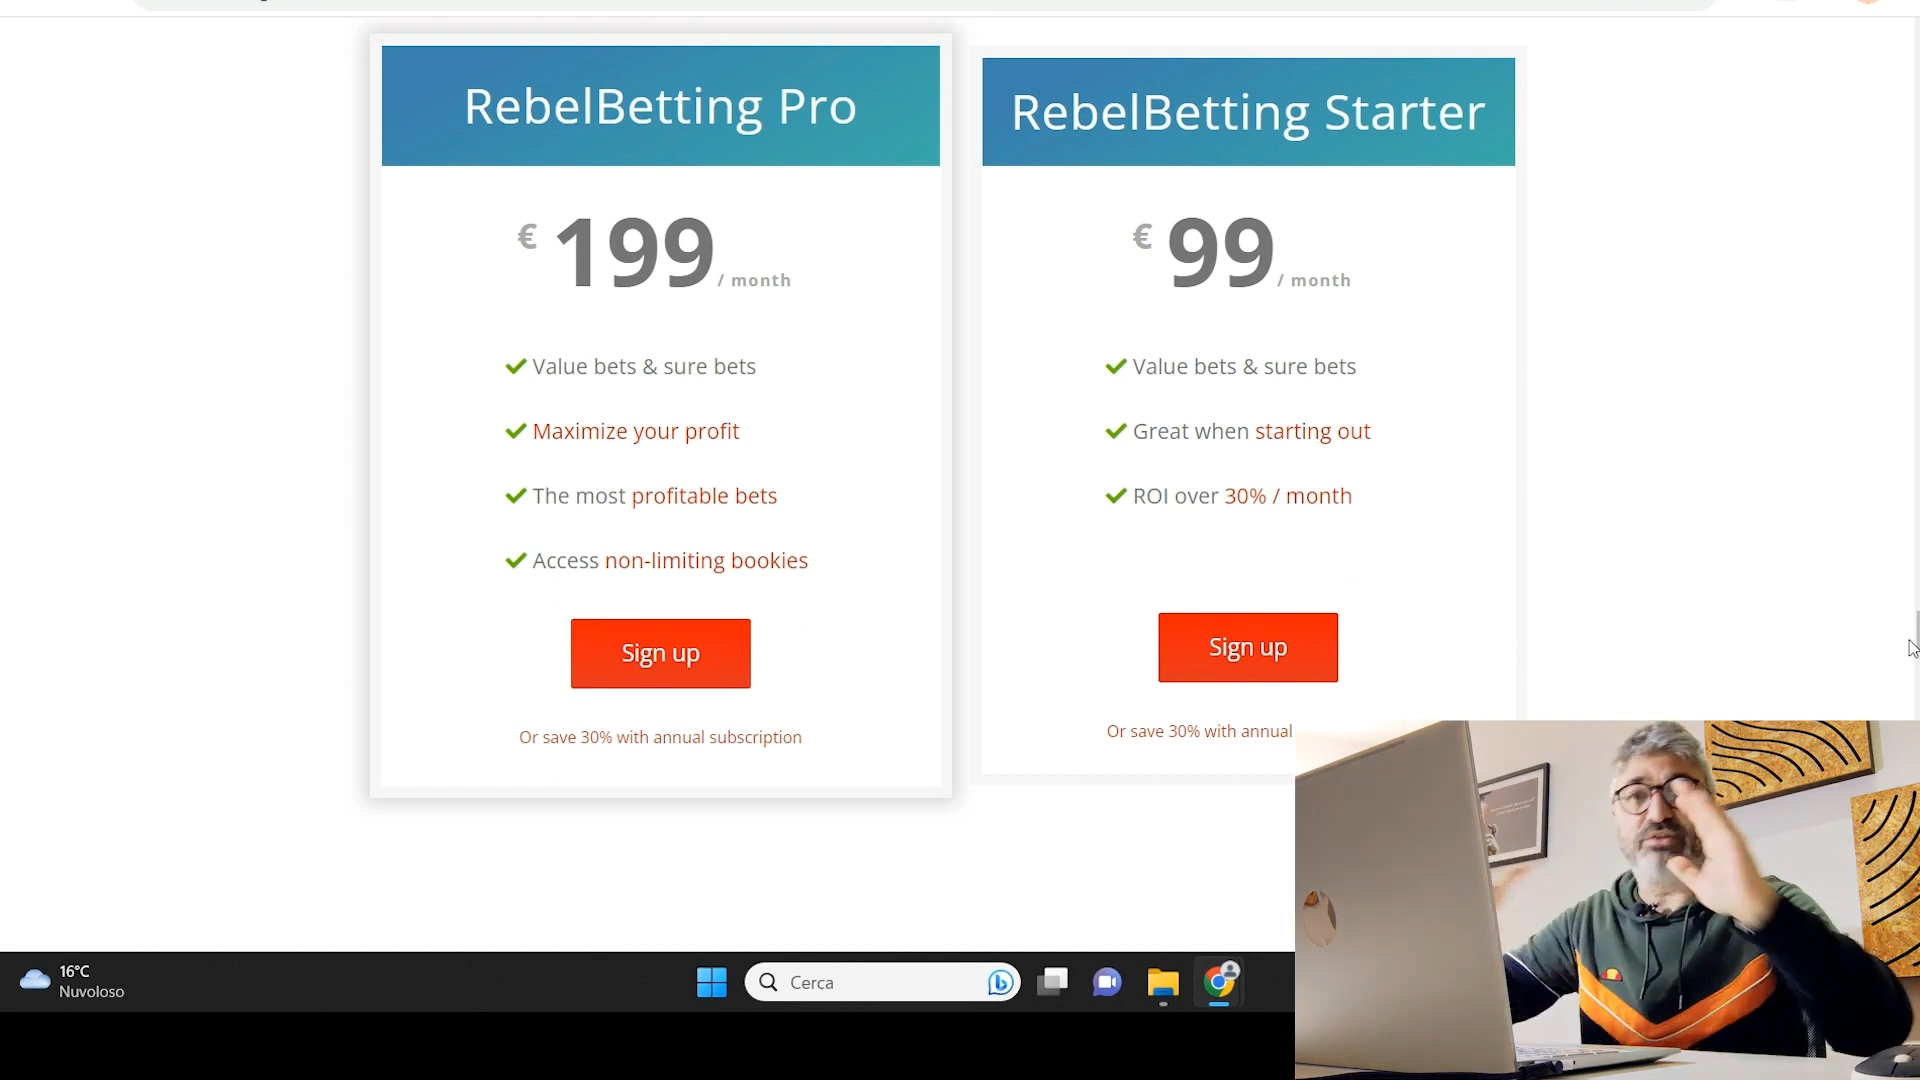 RebelBetting Pro
€ 199 / month
Value bets & sure bets
Maximize your profit
The most profitable bets
Access non-limiting bookies
Sign up
Or save 30% with annual subscription
RebelBetting Starter
€ 99 / month
Value bets & sure bets
Great when starting out
ROI over 30% / month
Sign up
Or save 30% with annual
16°C
Nuvoloso
Cerca